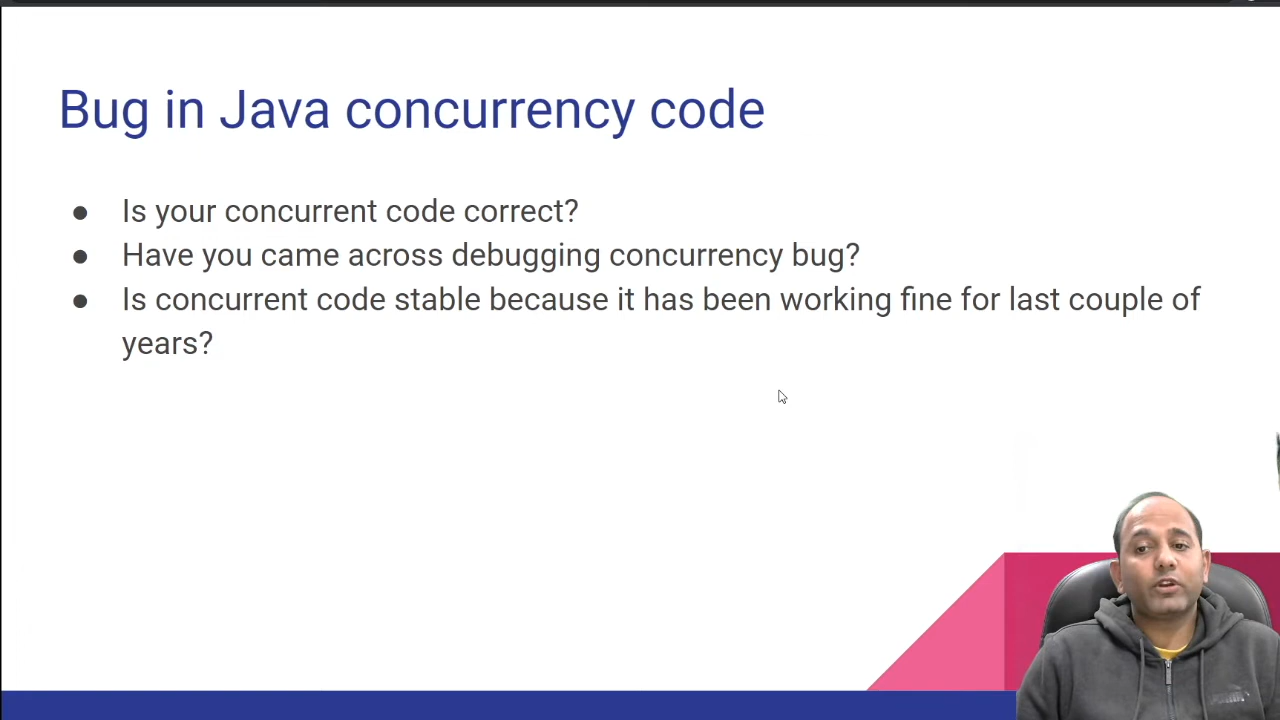 Bug in Java concurrency code
● Is your concurrent code correct?
● Have you came across debugging concurrency bug?
● Is concurrent code stable because it has been working fine for last couple of
years?